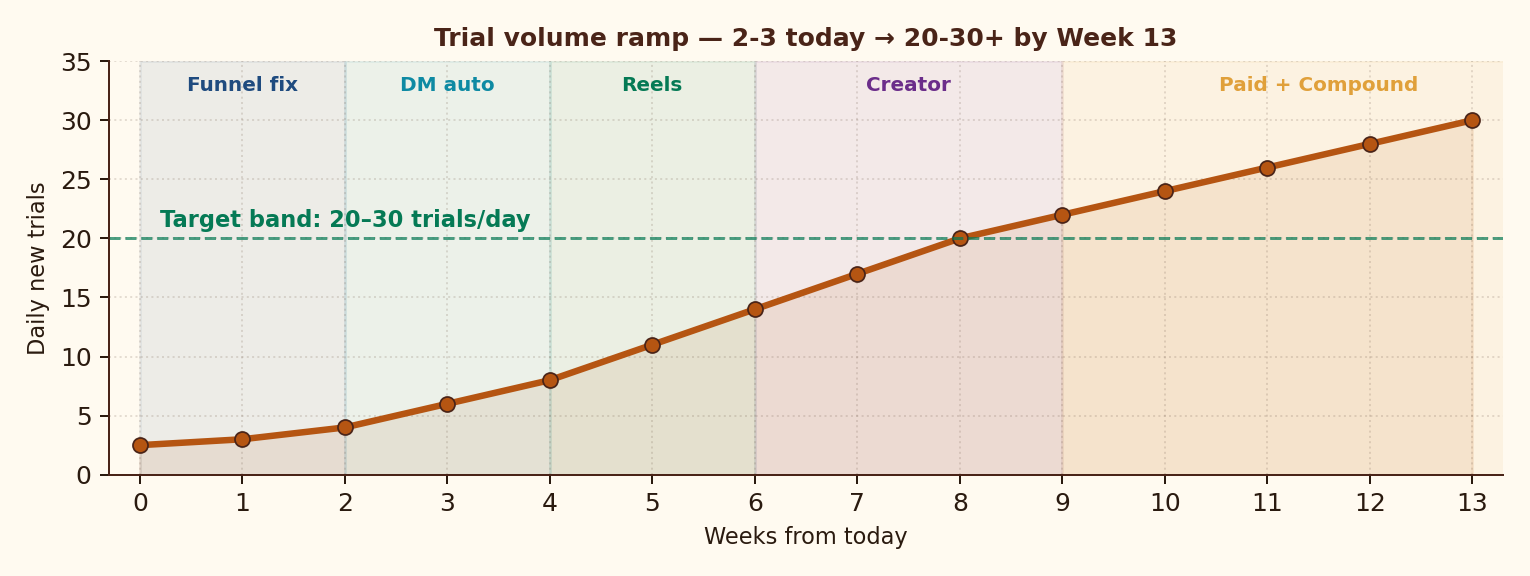 Trial volume ramp — 2-3 today → 20-30+ by Week 13
Funnel fix
DM auto
Reels
Creator
Paid + Compound
Target band: 20–30 trials/day
Daily new trials
35
30
25
20
15
10
5
0
0 1 2 3 4 5 6 7 8 9 10 11 12 13
Weeks from today